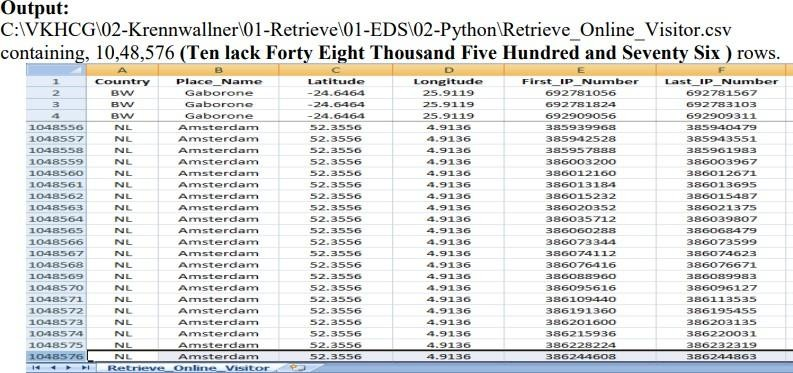 Output:
C:\VKHCG\02-Krennwallner\01-Retrieve\01-EDS\02-Python\Retrieve_Online_Visitor.csv
containing, 10,48,576 (Ten lack Forty Eight Thousand Five Hundred and Seventy Six ) rows.
A B C D E F
1 Country Place_Name Latitude Longitude First_IP_Number Last_IP_Number
2 BW Gaborone -24.6464 25.9119 692781056 692781567
3 BW Gaborone -24.6464 25.9119 692781824 692783103
4 BW Gaborone -24.6464 25.9119 692909056 692909311
1048556 NL Amsterdam 52.3556 4.9136 385939968 385940479
1048557 NL Amsterdam 52.3556 4.9136 385942528 385943551
1048558 NL Amsterdam 52.3556 4.9136 385957888 385961983
1048559 NL Amsterdam 52.3556 4.9136 386003200 386003967
1048560 NL Amsterdam 52.3556 4.9136 386012160 386012671
1048561 NL Amsterdam 52.3556 4.9136 386013184 386013695
1048562 NL Amsterdam 52.3556 4.9136 386015232 386015487
1048563 NL Amsterdam 52.3556 4.9136 386020352 386021375
1048564 NL Amsterdam 52.3556 4.9136 386035712 386039807
1048565 NL Amsterdam 52.3556 4.9136 386060288 386068479
1048566 NL Amsterdam 52.3556 4.9136 386073344 386073599
1048567 NL Amsterdam 52.3556 4.9136 386074112 386074623
1048568 NL Amsterdam 52.3556 4.9136 386076416 386076671
1048569 NL Amsterdam 52.3556 4.9136 386088960 386089983
1048570 NL Amsterdam 52.3556 4.9136 386095616 386096127
1048571 NL Amsterdam 52.3556 4.9136 386109440 386113535
1048572 NL Amsterdam 52.3556 4.9136 386191360 386195455
1048573 NL Amsterdam 52.3556 4.9136 386201600 386203135
1048574 NL Amsterdam 52.3556 4.9136 386215936 386220031
1048575 NL Amsterdam 52.3556 4.9136 386228224 386232319
1048576 NL Amsterdam 52.3556 4.9136 386244608 386244863
Retrieve_Online_Visitor